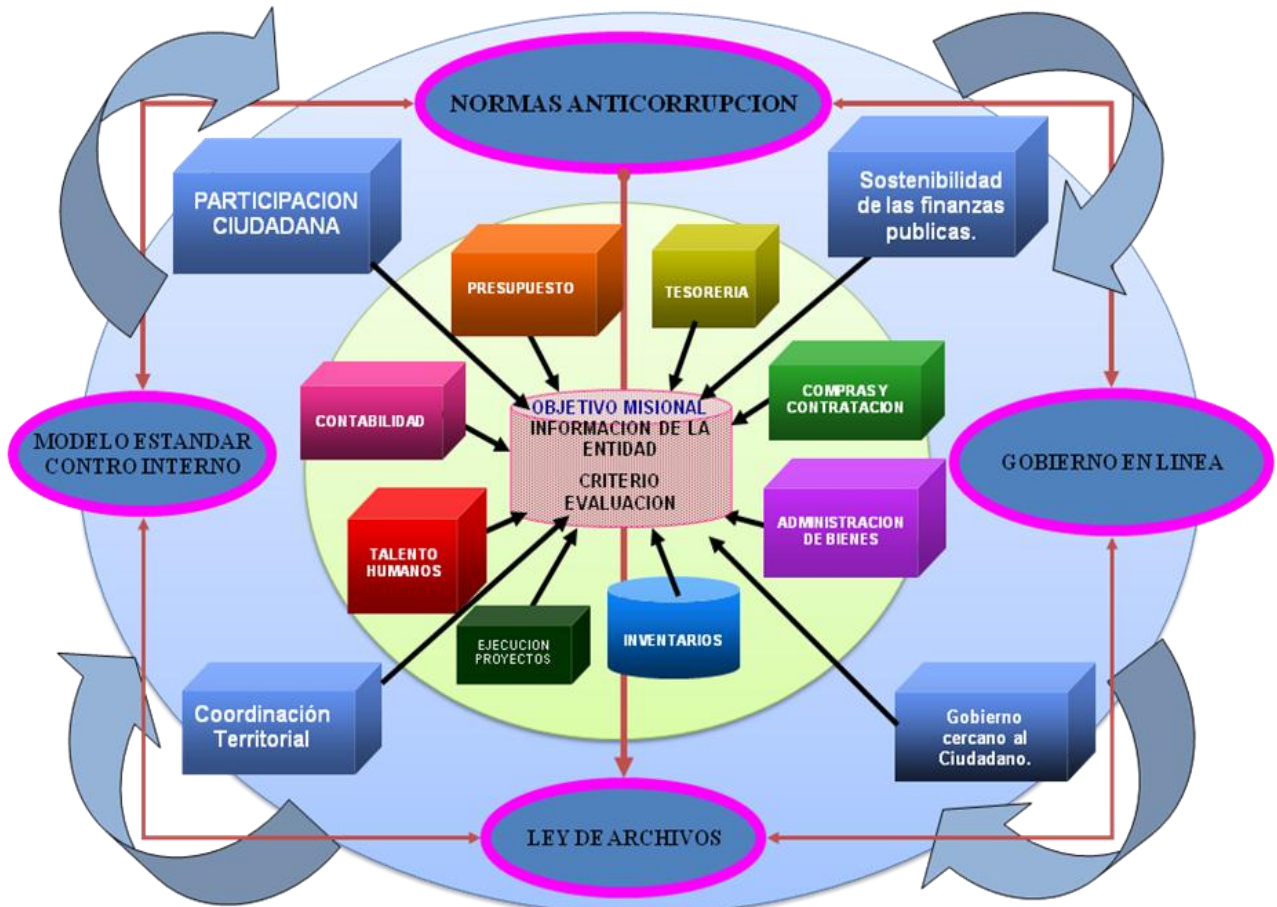 NORMAS ANTICORRUPCION
PARTICIPACION
CIUDADANA
Sostenibilidad
de las finanzas
publicas.
PRESUPUESTO
TESORERIA
CONTABILIDAD
COMPRAS Y
CONTRATACION
OBJETIVO MISIONAL
INFORMACION DE LA
ENTIDAD
CRITERIO
EVALUACION
MODELO ESTANDAR
CONTRO INTERNO
GOBIERNO EN LINEA
ADMINISTRACION
DE BIENES
TALENTO
HUMANOS
EJECUCION
PROYECTOS
INVENTARIOS
Coordinación
Territorial
Gobierno
cercano al
Ciudadano.
LEY DE ARCHIVOS